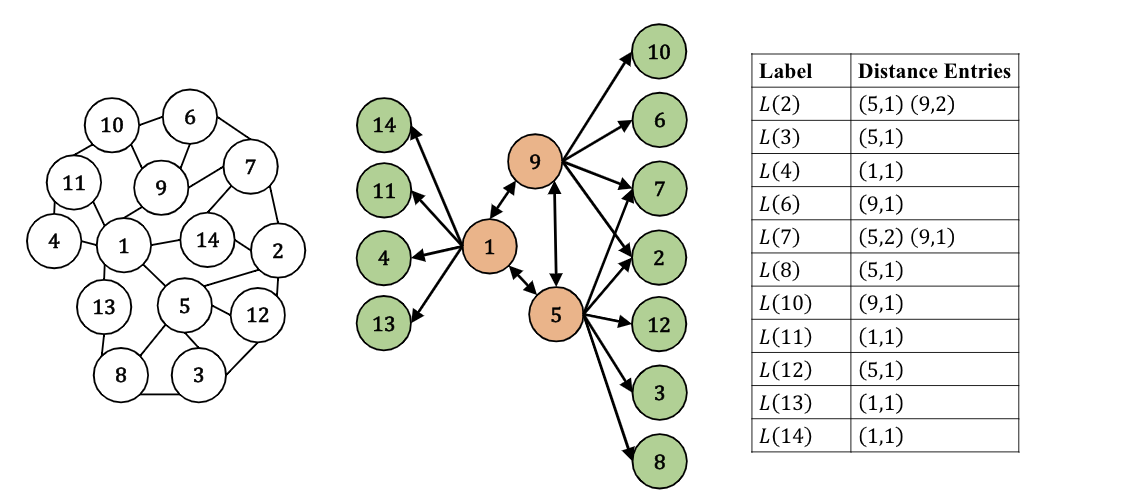 10
6
7
11
9
4
1
14
2
13
5
12
8
3
14
11
4
13
9
1
5
10
6
7
2
12
3
8
Label Distance Entries
L(2) (5,1) (9,2)
L(3) (5,1)
L(4) (1,1)
L(6) (9,1)
L(7) (5,2) (9,1)
L(8) (5,1)
L(10) (9,1)
L(11) (1,1)
L(12) (5,1)
L(13) (1,1)
L(14) (1,1)